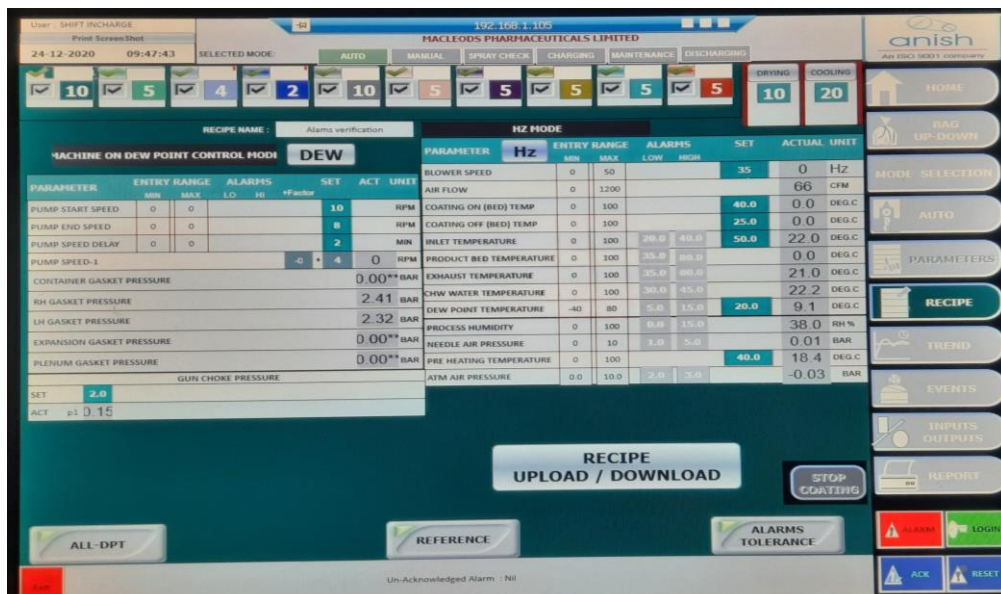 User : SHIFT INCHARGE
192.168.1.105
Print ScreenShot
MACLEODS PHARMACEUTICALS LIMITED
24-12-2020 09:47:43 SELECTED MODE: AUTO MANUAL SPRAY CHECK CHARGING MAINTENANCE DISCHARGING
DRYING COOLING
10 5 4 2 10 5 5 5 5 5 10 20
RECIPE NAME : Alams verification HZ MODE
MACHINE ON DEW POINT CONTROL MODE DEW
PARAMETER Hz ENTRY RANGE ALARMS SET ACTUAL UNIT
MIN MAX LOW HIGH
BLOWER SPEED 0 50 35 0 Hz
AIR FLOW 0 1200 66 CFM
COATING ON (BED) TEMP 0 100 40.0 0.0 DEG.C
COATING OFF (BED) TEMP 0 100 25.0 0.0 DEG.C
INLET TEMPERATURE 0 100 20.0 40.0 50.0 22.0 DEG.C
PRODUCT BED TEMPERATURE 0 100 35.0 80.0 0.0 DEG.C
EXHAUST TEMPERATURE 0 100 35.0 80.0 21.0 DEG.C
CHW WATER TEMPERATURE 0 100 30.0 45.0 22.2 DEG.C
DEW POINT TEMPERATURE -40 80 5.0 15.0 20.0 9.1 DEG.C
PROCESS HUMIDITY 0 100 0.0 15.0 38.0 RH %
NEEDLE AIR PRESSURE 0 10 1.0 5.0 0.01 BAR
PRE HEATING TEMPERATURE 0 100 40.0 18.4 DEG.C
ATM AIR PRESSURE 0.0 10.0 2.0 3.0 -0.03 BAR
PARAMETER ENTRY RANGE ALARMS +Factor SET ACT UNIT
MIN MAX LO HI
PUMP START SPEED 0 0 10 RPM
PUMP END SPEED 0 0 8 RPM
PUMP SPEED DELAY 0 0 2 MIN
PUMP SPEED-1 -0 + 4 0 RPM
CONTAINER GASKET PRESSURE 0.00** BAR
RH GASKET PRESSURE 2.41 BAR
LH GASKET PRESSURE 2.32 BAR
EXPANSION GASKET PRESSURE 0.00** BAR
PLENUM GASKET PRESSURE 0.00** BAR
GUN CHOKE PRESSURE
SET 2.0
ACT p1 0.15
RECIPE
UPLOAD / DOWNLOAD
STOP
COATING
ALL-DPT
REFERENCE
ALARMS
TOLERANCE
Un-Acknowledged Alarm : Nil
Exit
anish
An ISO 9001 company
HOME
BAG
UP-DOWN
MODE SELECTION
AUTO
PARAMETERS
RECIPE
TREND
EVENTS
INPUTS
OUTPUTS
REPORT
ALARM LOGIN
ACK RESET